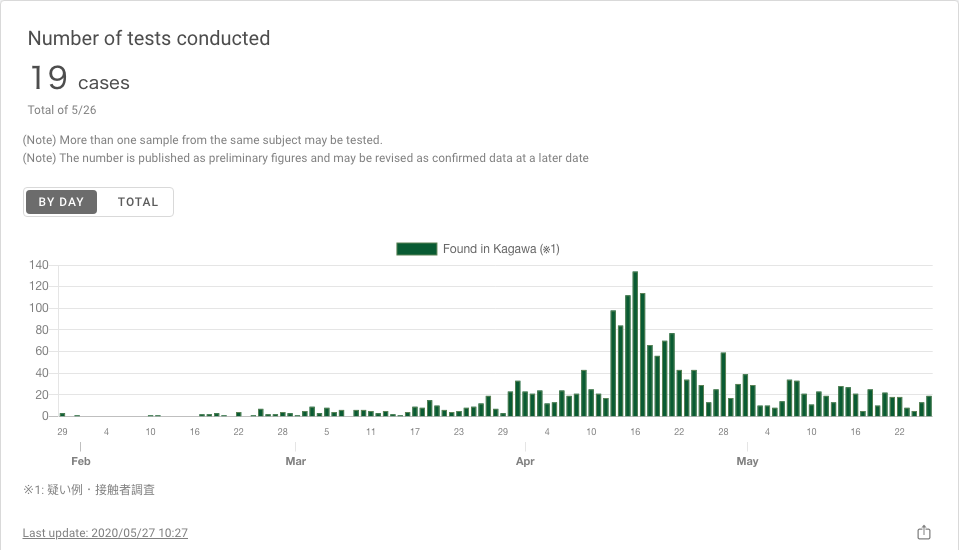 Number of tests conducted
19 cases
Total of 5/26
(Note) More than one sample from the same subject may be tested.
(Note) The number is published as preliminary figures and may be revised as confirmed data at a later date
BY DAY TOTAL
Found in Kagawa (※1)
140
120
100
80
60
40
20
0
29 4 10 16 22 28 5 11 17 23 29 4 10 16 22 28 4 10 16 22
Feb Mar Apr May
※1: 疑い例・接触者調査
Last update: 2020/05/27 10:27